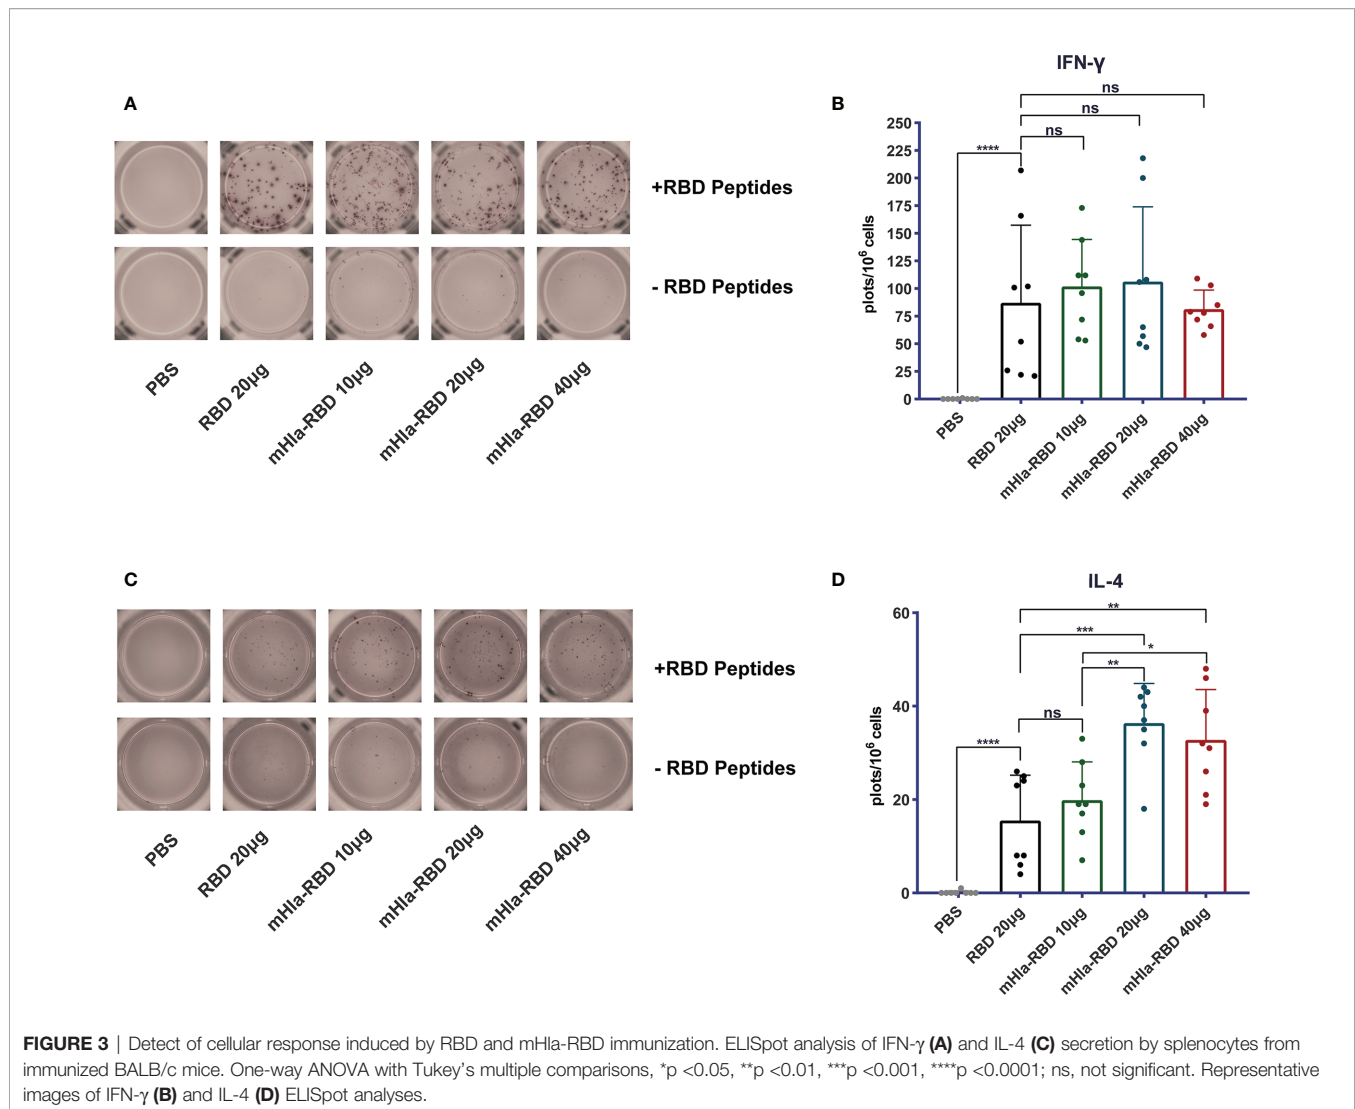 A
+RBD Peptides
- RBD Peptides
PBS
RBD 20µg
mHla-RBD 10µg
mHla-RBD 20µg
mHla-RBD 40µg
B
IFN-γ
ns
ns
ns
****
250
225
200
175
150
125
100
75
50
25
0
plots/10⁶ cells
PBS
RBD 20µg
mHla-RBD 10µg
mHla-RBD 20µg
mHla-RBD 40µg
C
+RBD Peptides
- RBD Peptides
PBS
RBD 20µg
mHla-RBD 10µg
mHla-RBD 20µg
mHla-RBD 40µg
D
IL-4
**
***
*
**
ns
****
60
40
20
0
plots/10⁶ cells
PBS
RBD 20µg
mHla-RBD 10µg
mHla-RBD 20µg
mHla-RBD 40µg
FIGURE 3 | Detect of cellular response induced by RBD and mHla-RBD immunization. ELISpot analysis of IFN-γ (A) and IL-4 (C) secretion by splenocytes from
immunized BALB/c mice. One-way ANOVA with Tukey's multiple comparisons, *p <0.05, **p <0.01, ***p <0.001, ****p <0.0001; ns, not significant. Representative
images of IFN-γ (B) and IL-4 (D) ELISpot analyses.